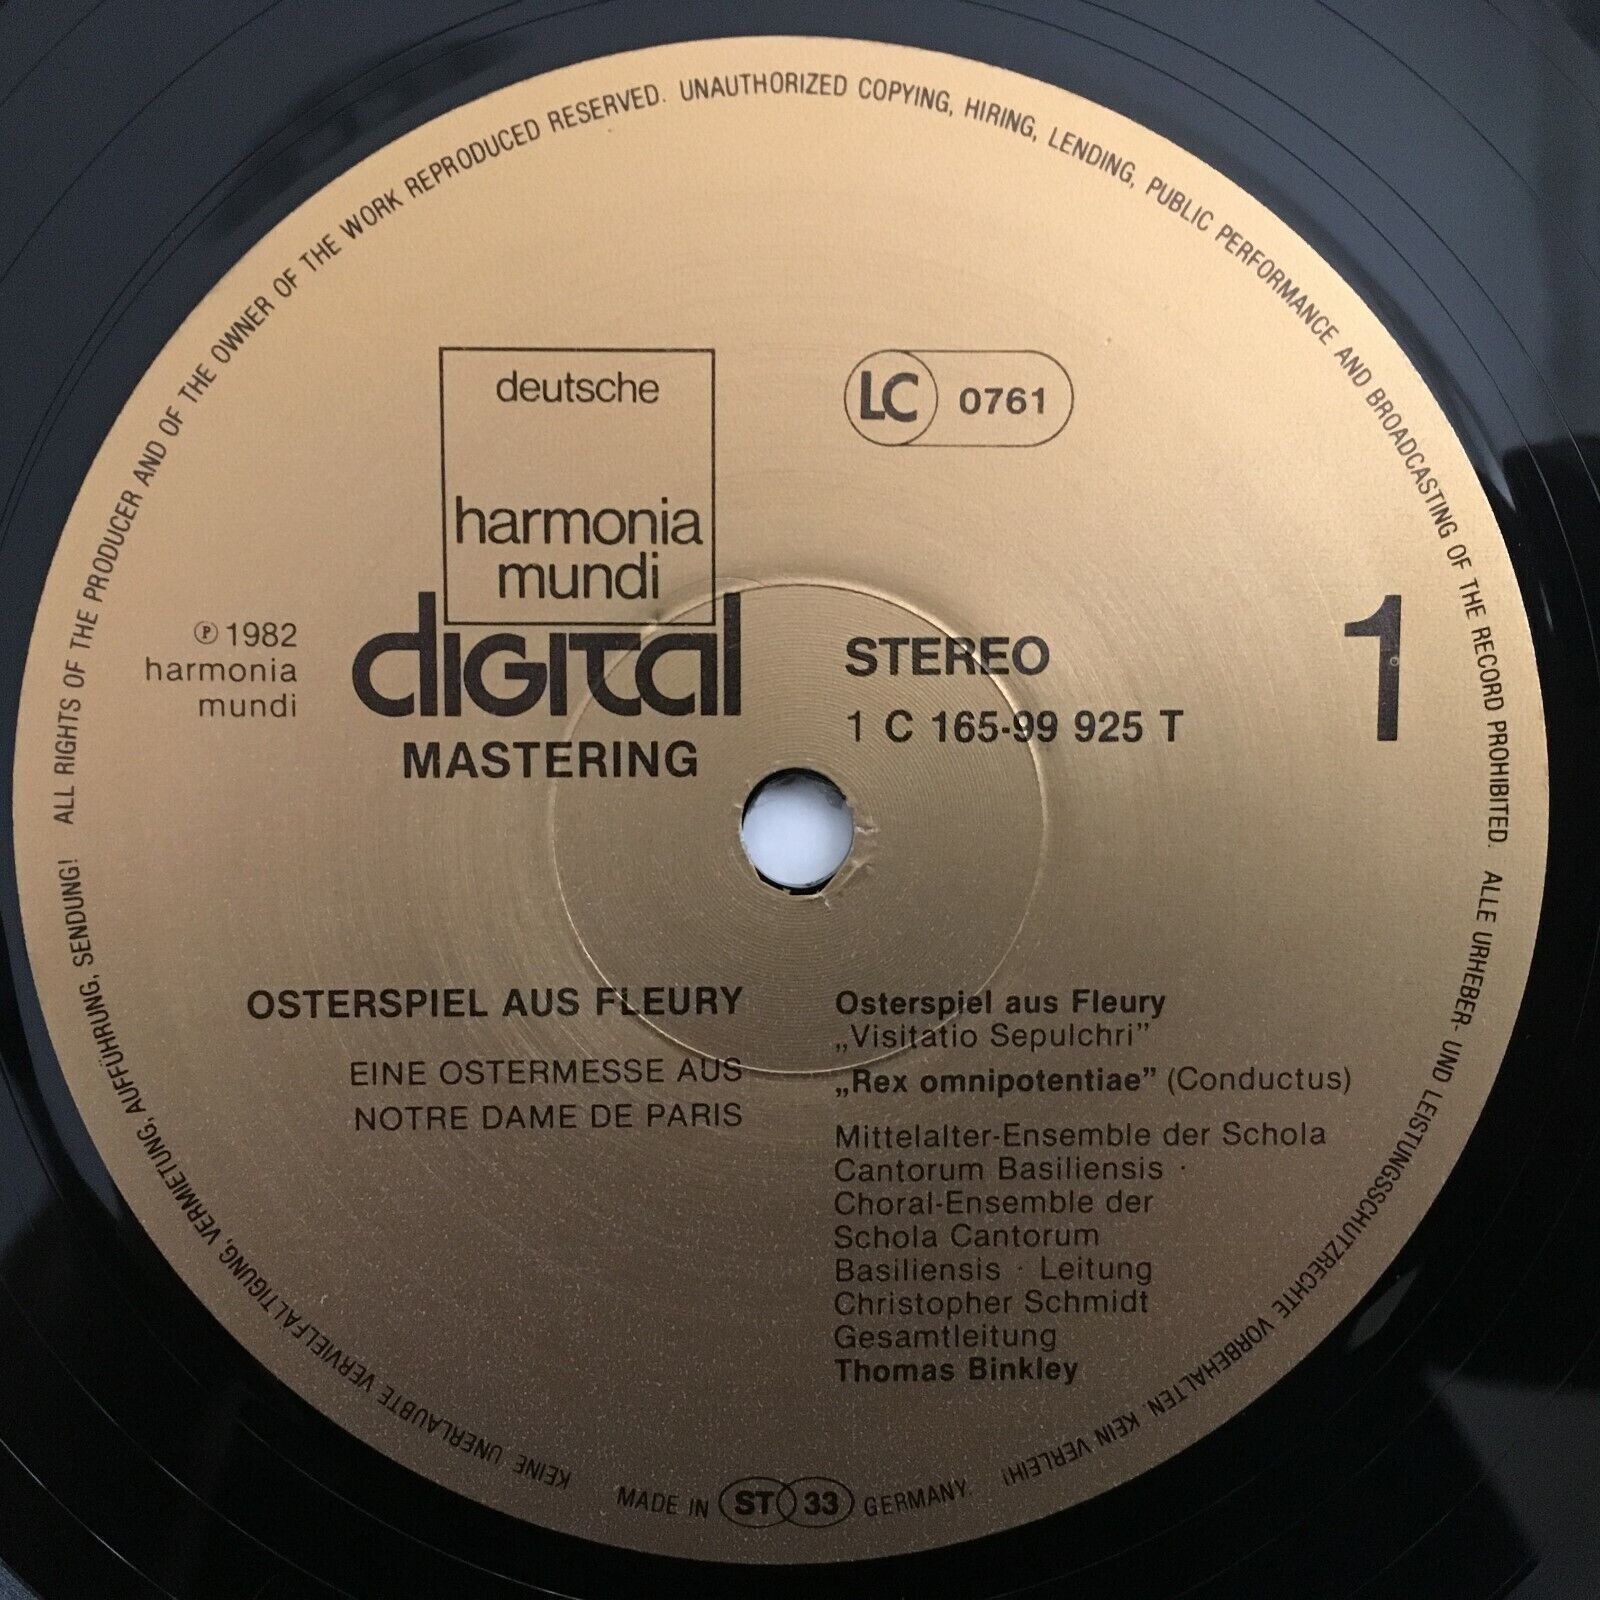 ALL RIGHTS OF THE PRODUCER AND OF THE OWNER OF THE WORK REPRODUCED RESERVED. UNAUTHORIZED COPYING, HIRING, LENDING, PUBLIC PERFORMANCE AND BROADCASTING OF THE RECORD PROHIBITED. ALLE URHEBER- UND LEISTUNGSSCHUTZRECHTE VORBEHALTEN. KEIN VERLEIH! KEINE UNERLAUBTE VERVIELFÄLTIGUNG, VERMIETUNG, AUFFÜHRUNG, SENDUNG!
deutsche
harmonia
mundi
digital
MASTERING
LC 0761
℗ 1982
harmonia
mundi
STEREO
1 C 165-99 925 T
1
OSTERSPIEL AUS FLEURY
EINE OSTERMESSE AUS
NOTRE DAME DE PARIS
Osterspiel aus Fleury
„Visitatio Sepulchri”
„Rex omnipotentiae” (Conductus)
Mittelalter-Ensemble der Schola
Cantorum Basiliensis ·
Choral-Ensemble der
Schola Cantorum
Basiliensis · Leitung
Christopher Schmidt
Gesamtleitung
Thomas Binkley
MADE IN ST 33 GERMANY.